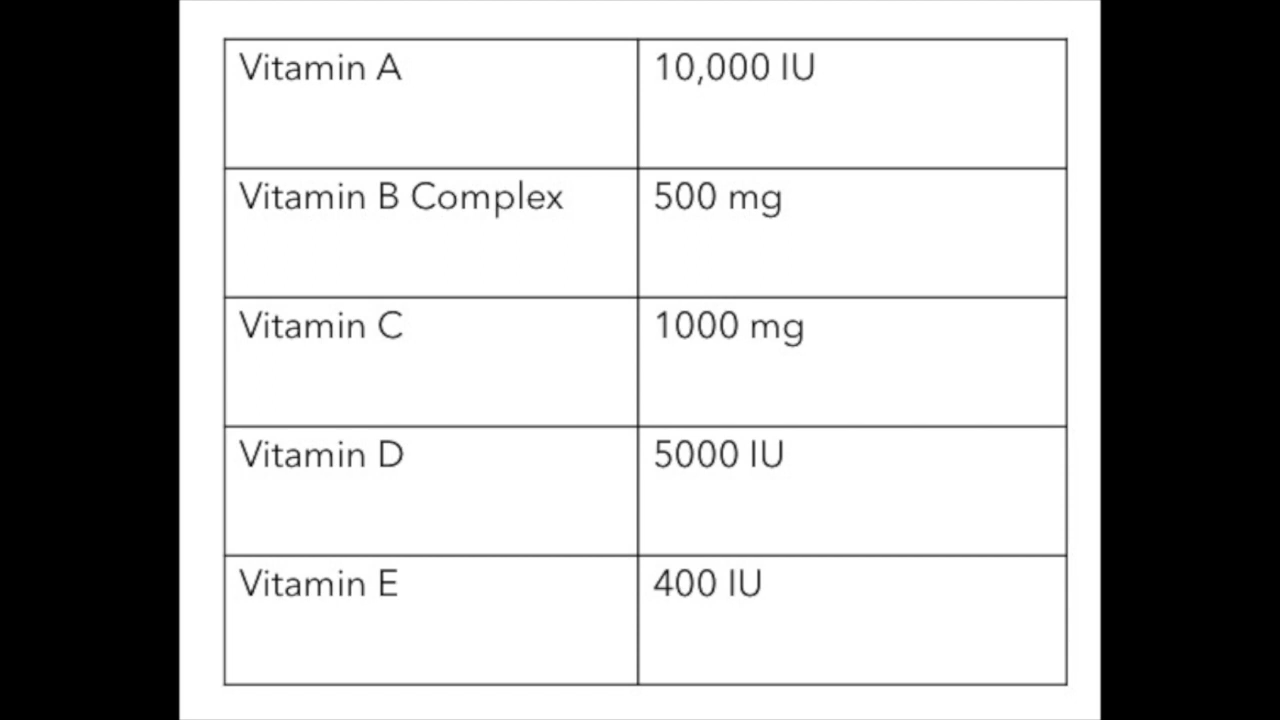 Vitamin A 10,000 IU
Vitamin B Complex 500 mg
Vitamin C 1000 mg
Vitamin D 5000 IU
Vitamin E 400 IU